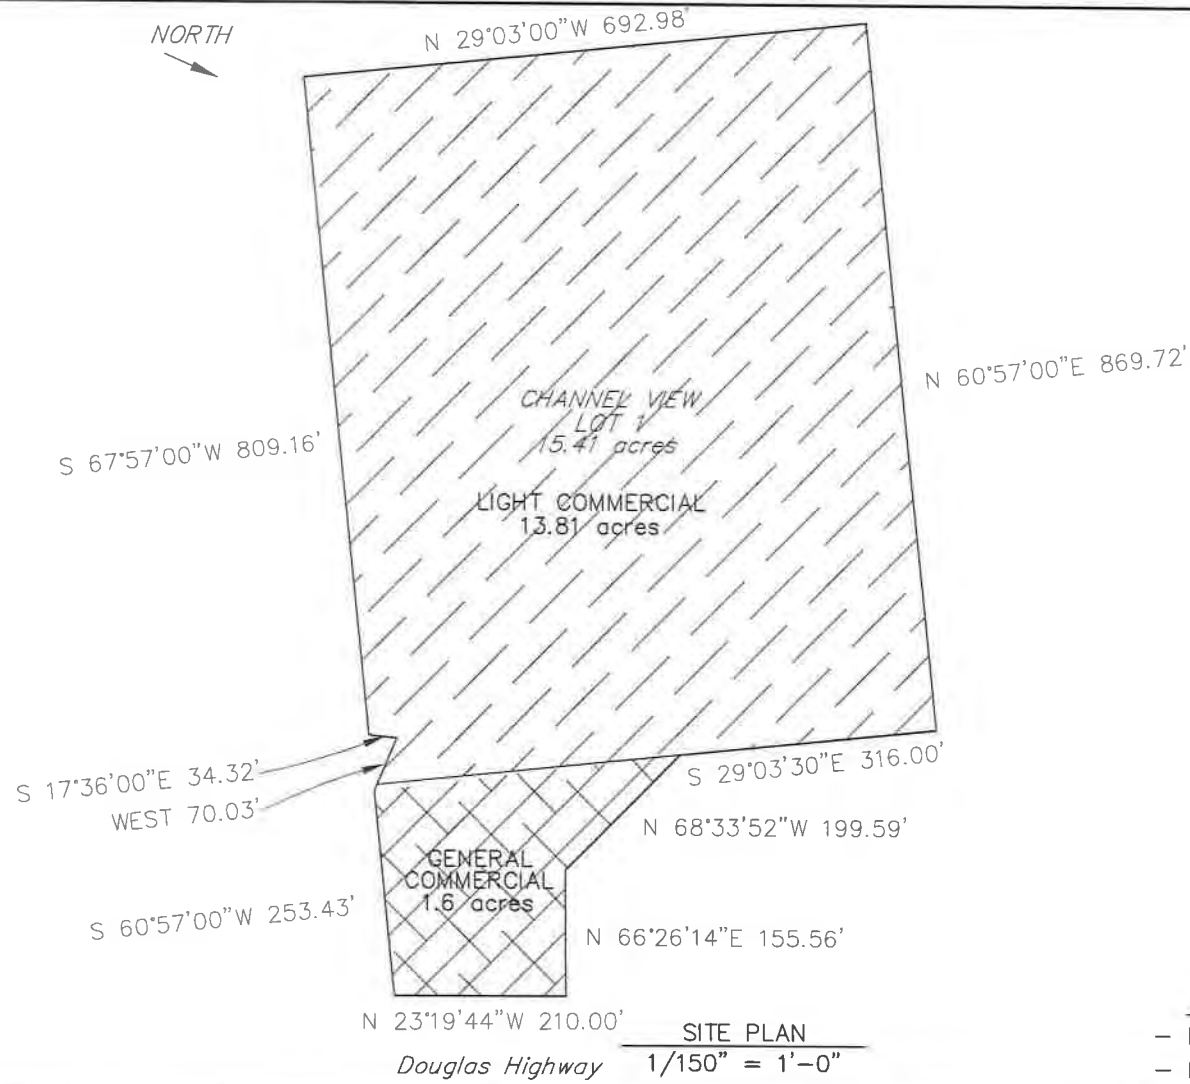 NORTH
N 29°03'00"W 692.98'
N 60°57'00"E 869.72'
CHANNEL VIEW
LOT 1
15.41 acres
S 67°57'00"W 809.16'
LIGHT COMMERCIAL
13.81 acres
S 17°36'00"E 34.32'
WEST 70.03'
S 29°03'30"E 316.00'
N 68°33'52"W 199.59'
GENERAL
COMMERCIAL
1.6 acres
S 60°57'00"W 253.43'
N 66°26'14"E 155.56'
N 23°19'44"W 210.00'
SITE PLAN
Douglas Highway
1/150" = 1'-0"